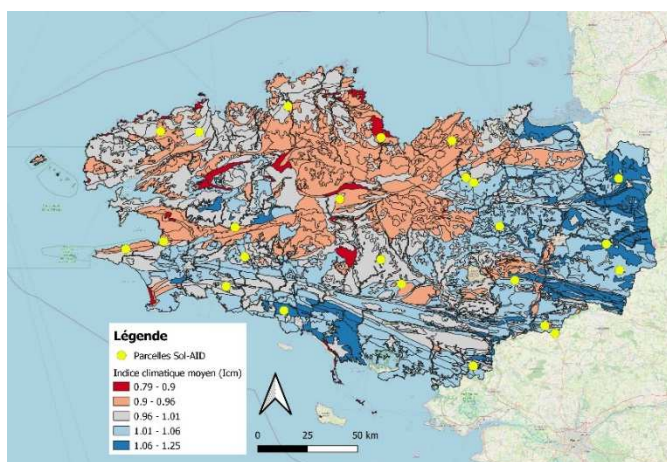 Légende
Parcelles Sol-AID
Indice climatique moyen (Icm)
0.79 - 0.9
0.9 - 0.96
0.96 - 1.01
1.01 - 1.06
1.06 - 1.25
0 25 50 km